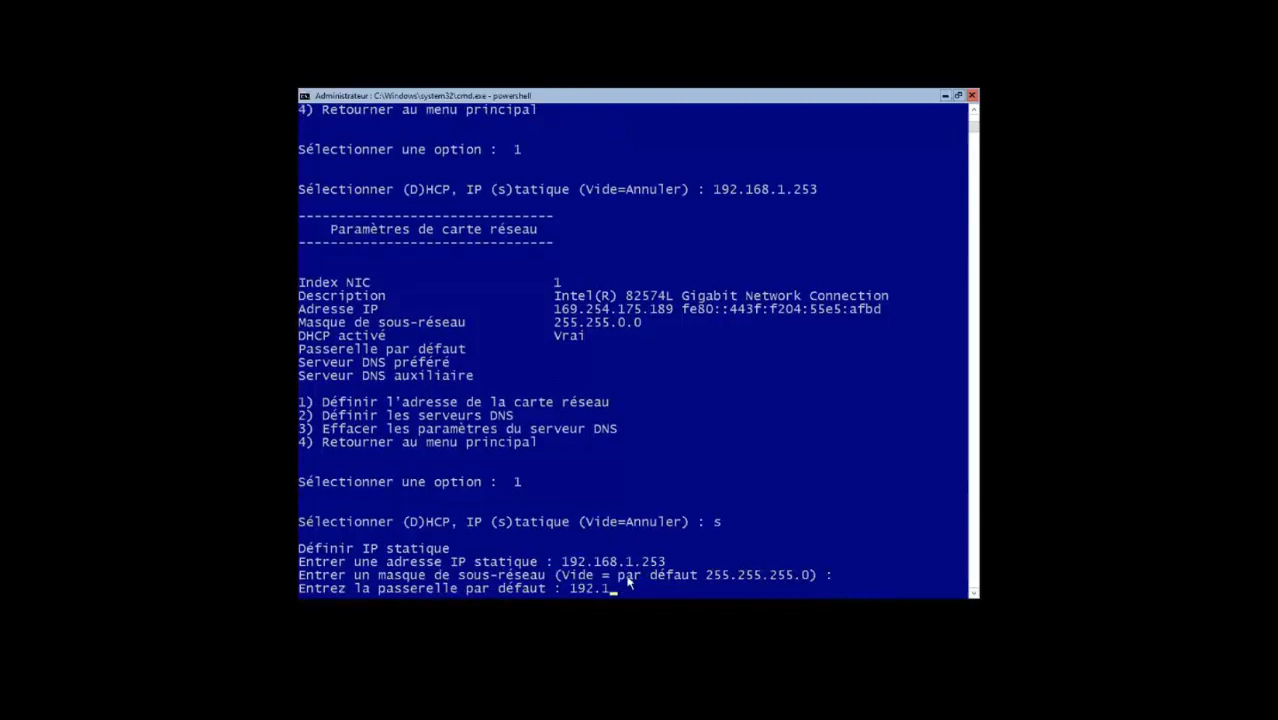 Administrateur : C:\Windows\system32\cmd.exe - powershell
4) Retourner au menu principal
Sélectionner une option :  1
Sélectionner (D)HCP, IP (s)tatique (Vide=Annuler) : 192.168.1.253
--------------------------------
Paramètres de carte réseau
--------------------------------
Index NIC 1
Description Intel(R) 82574L Gigabit Network Connection
Adresse IP 169.254.175.189 fe80::443f:f204:55e5:afbd
Masque de sous-réseau 255.255.0.0
DHCP activé Vrai
Passerelle par défaut
Serveur DNS préféré
Serveur DNS auxiliaire
1) Définir l'adresse de la carte réseau
2) Définir les serveurs DNS
3) Effacer les paramètres du serveur DNS
4) Retourner au menu principal
Sélectionner une option :  1
Sélectionner (D)HCP, IP (s)tatique (Vide=Annuler) : s
Définir IP statique
Entrer une adresse IP statique : 192.168.1.253
Entrer un masque de sous-réseau (Vide = par défaut 255.255.255.0) :
Entrez la passerelle par défaut : 192.1_